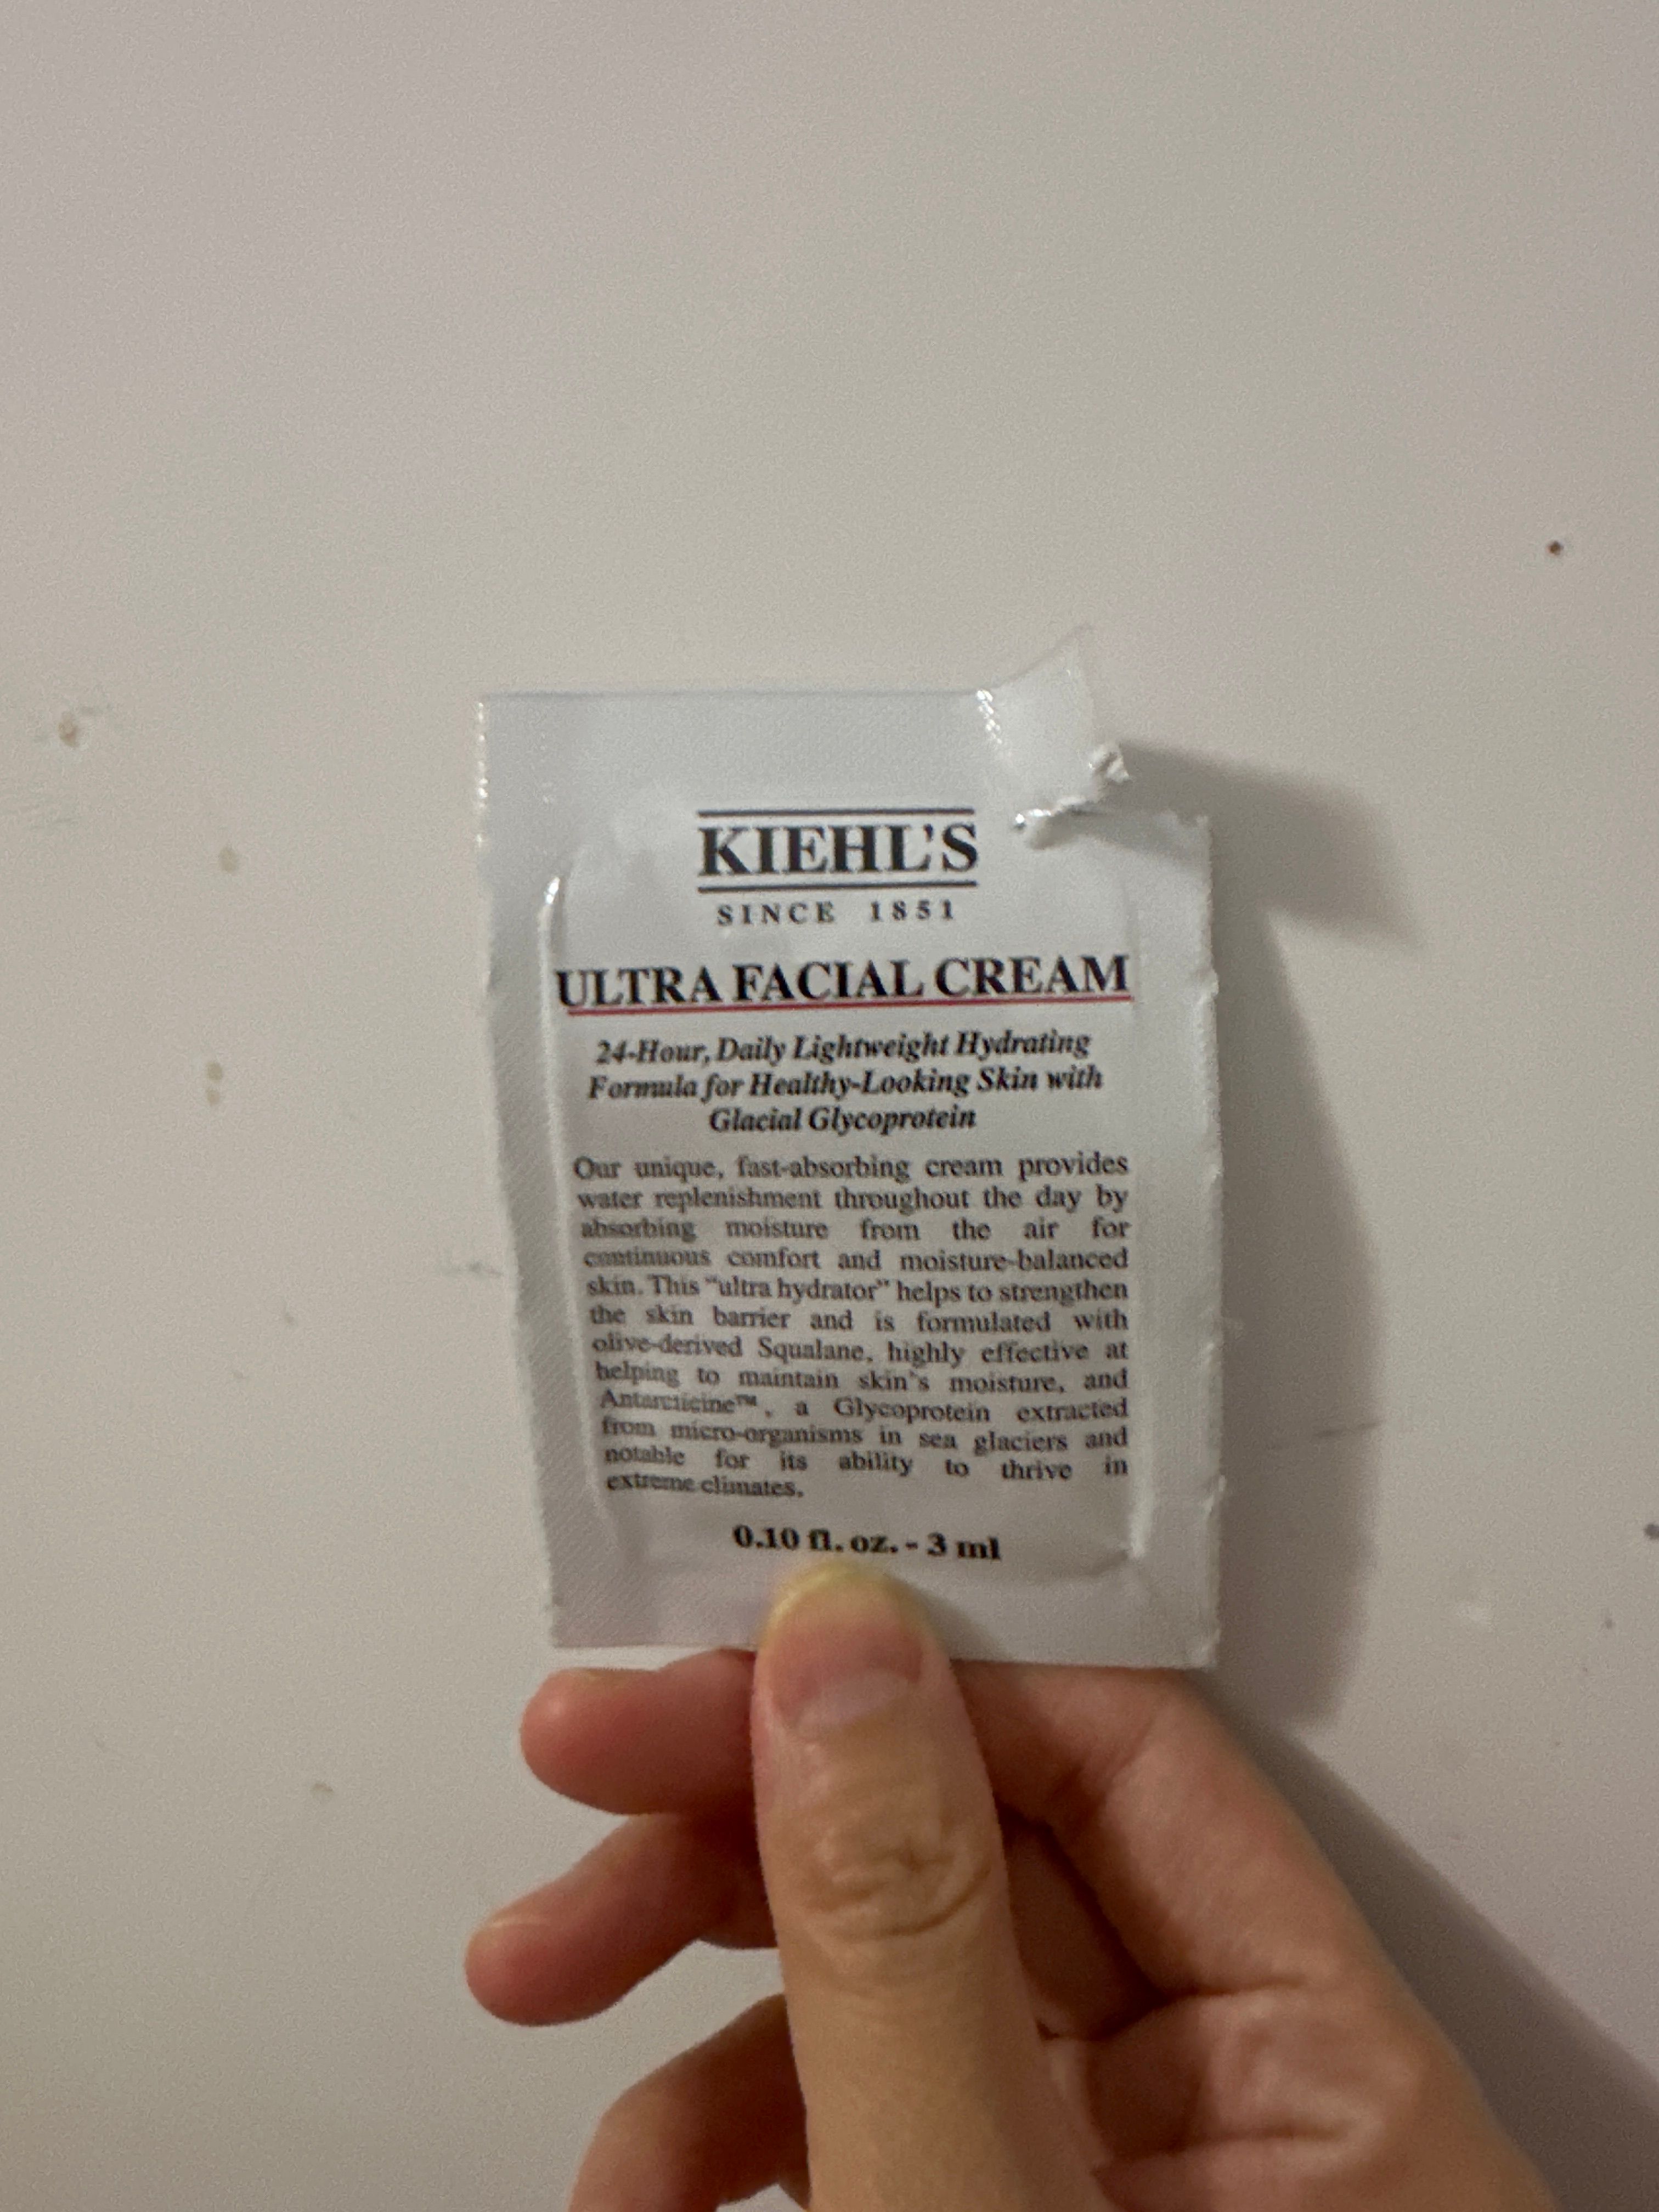 KIEHL'S
SINCE 1851
ULTRA FACIAL CREAM
24-Hour, Daily Lightweight Hydrating
Formula for Healthy-Looking Skin with
Glacial Glycoprotein
Our unique, fast-absorbing cream provides
water replenishment throughout the day by
absorbing moisture from the air for
continuous comfort and moisture-balanced
skin. This "ultra hydrator" helps to strengthen
the skin barrier and is formulated with
olive-derived Squalane, highly effective at
helping to maintain skin's moisture, and
Antarcticine™, a Glycoprotein extracted
from micro-organisms in sea glaciers and
notable for its ability to thrive in
extreme climates.
0.10 fl. oz. - 3 ml